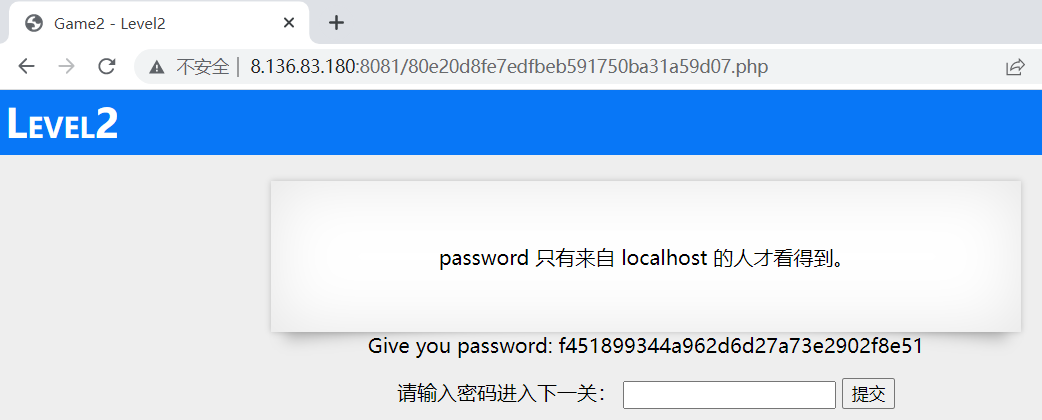 Game2 - Level2
不安全 | 8.136.83.180:8081/80e20d8fe7edfbeb591750ba31a59d07.php
LEVEL2
password 只有来自 localhost 的人才看得到。
Give you password: f451899344a962d6d27a73e2902f8e51
请输入密码进入下一关： 提交